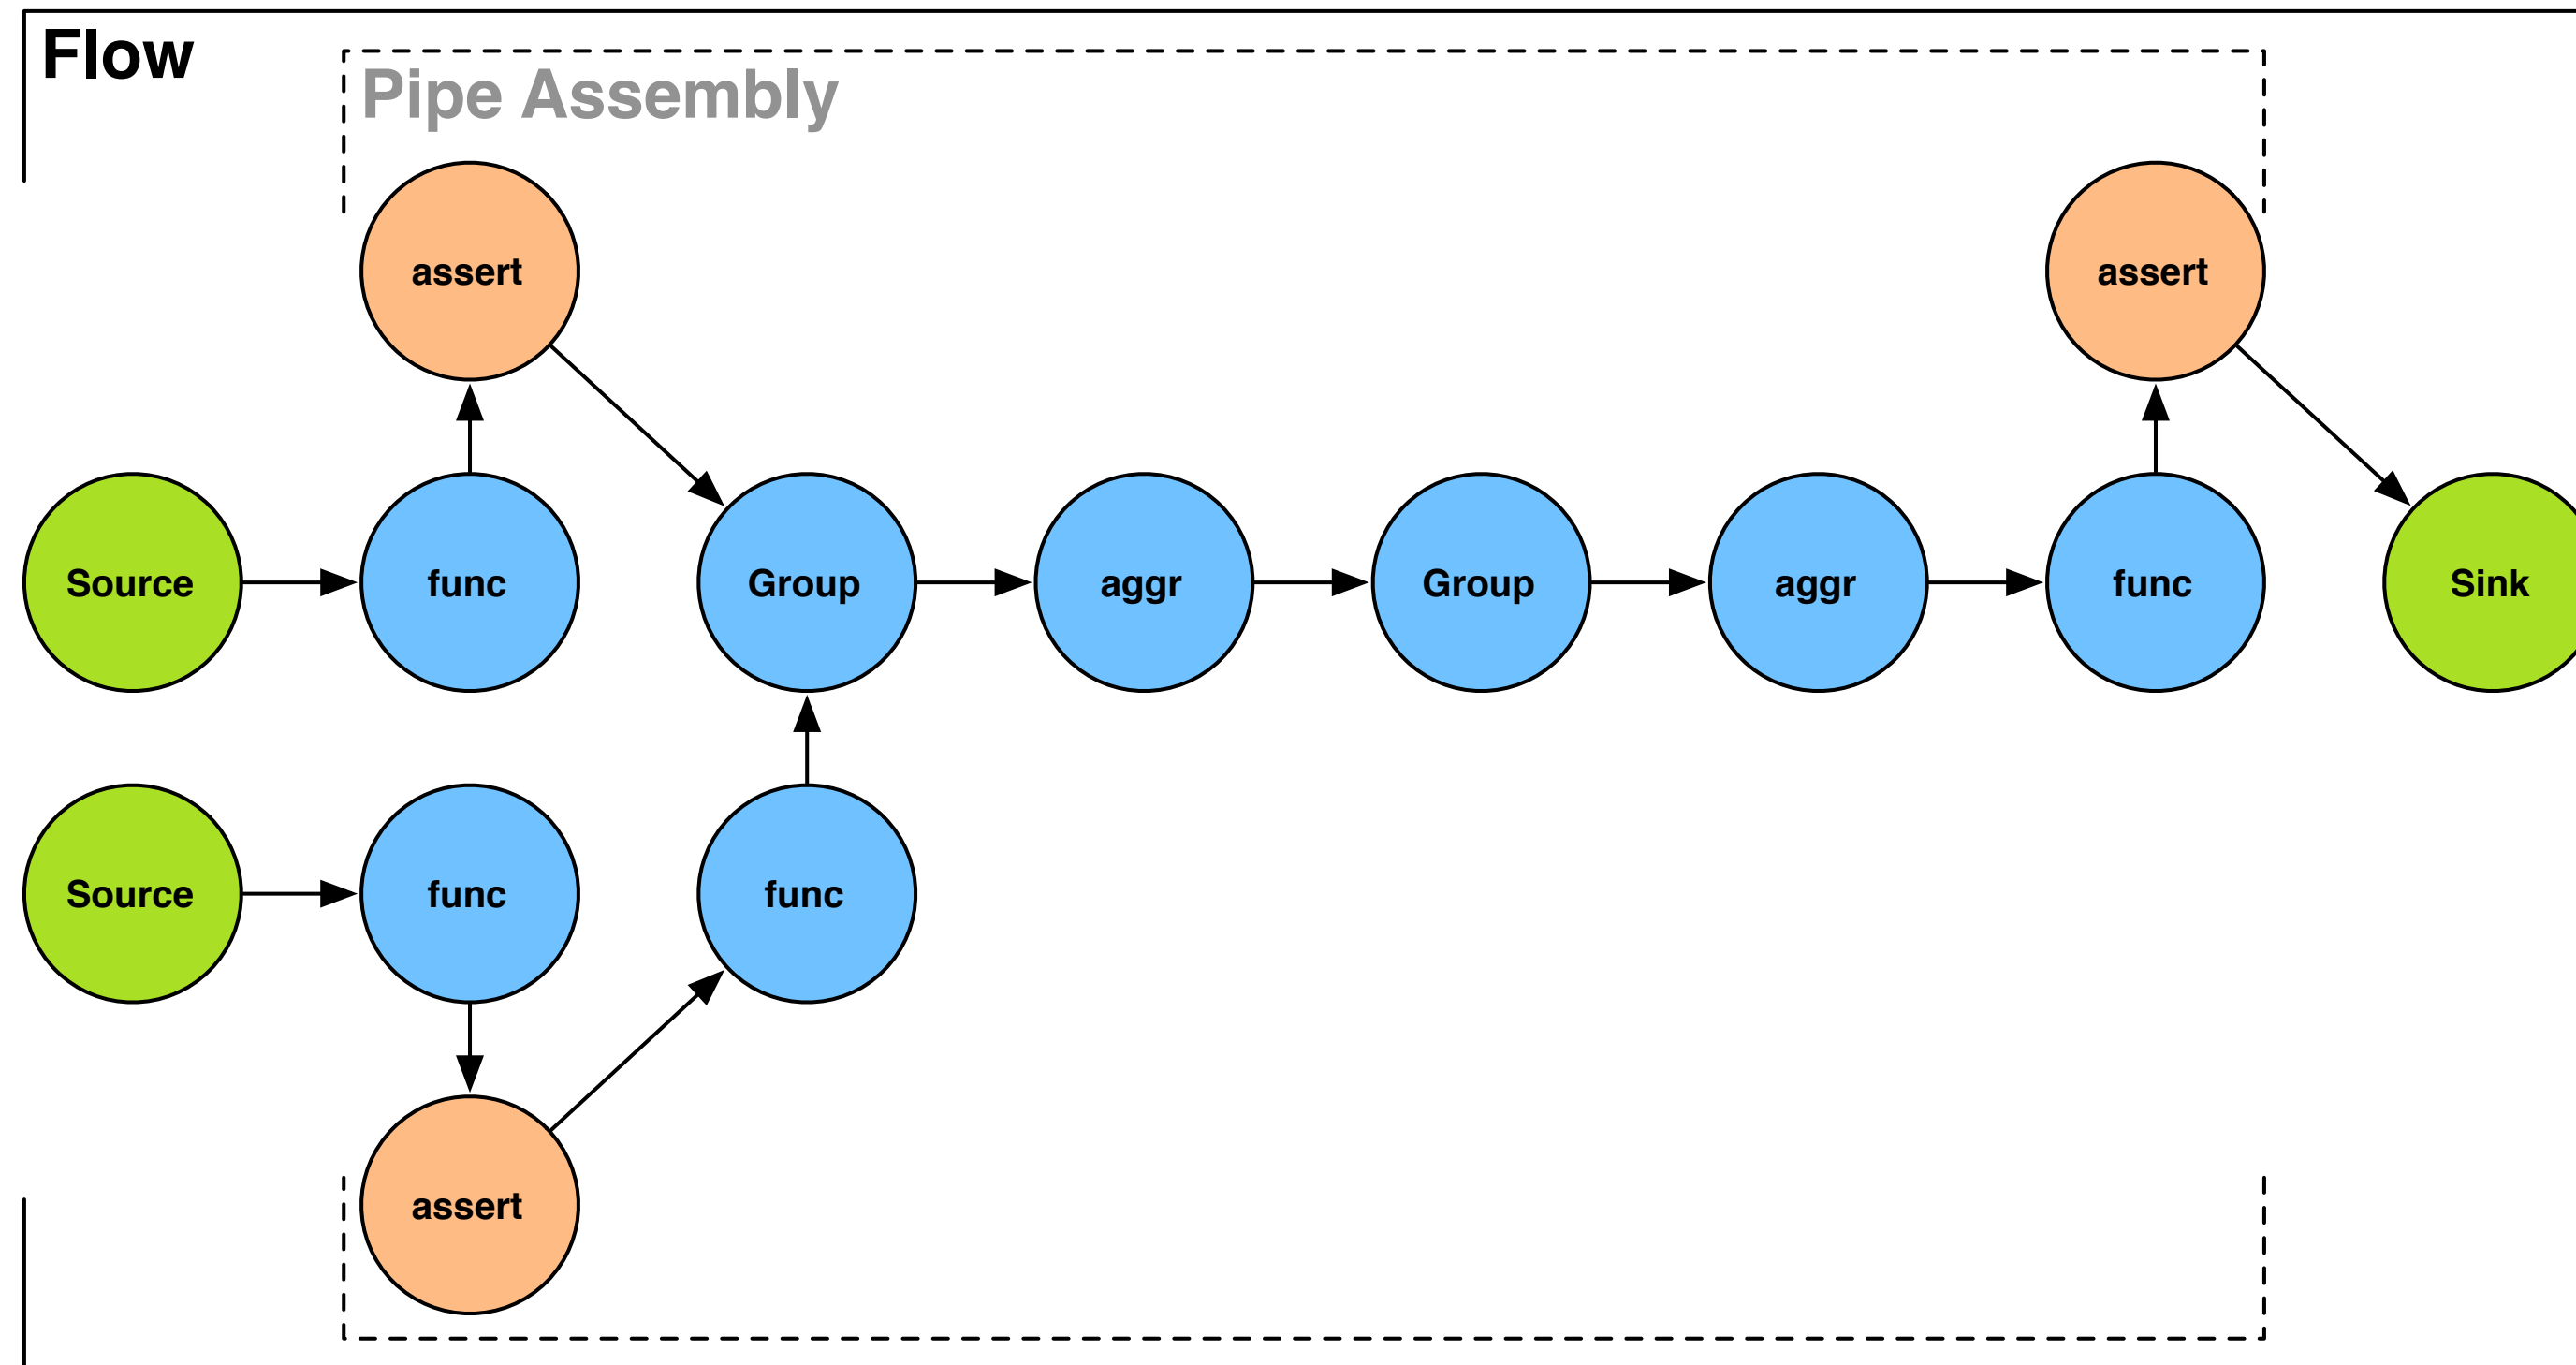 Flow
Pipe Assembly
assert
assert
Source
func
Group
aggr
Group
aggr
func
Sink
Source
func
func
assert